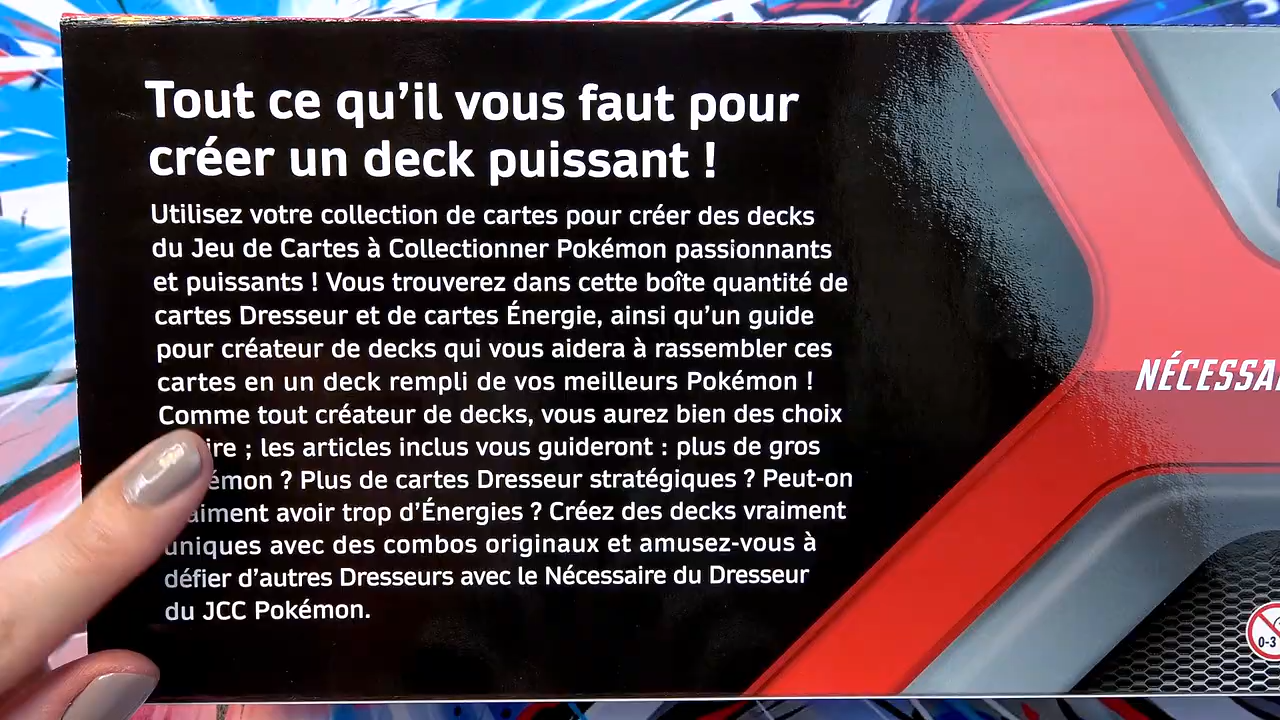 Tout ce qu'il vous faut pour
créer un deck puissant !
Utilisez votre collection de cartes pour créer des decks
du Jeu de Cartes à Collectionner Pokémon passionnants
et puissants ! Vous trouverez dans cette boîte quantité de
cartes Dresseur et de cartes Énergie, ainsi qu'un guide
pour créateur de decks qui vous aidera à rassembler ces
cartes en un deck rempli de vos meilleurs Pokémon !
Comme tout créateur de decks, vous aurez bien des choix
; les articles inclus vous guideront : plus de gros
? Plus de cartes Dresseur stratégiques ? Peut-on
avoir trop d'Énergies ? Créez des decks vraiment
uniques avec des combos originaux et amusez-vous à
défier d'autres Dresseurs avec le Nécessaire du Dresseur
du JCC Pokémon.
0-3